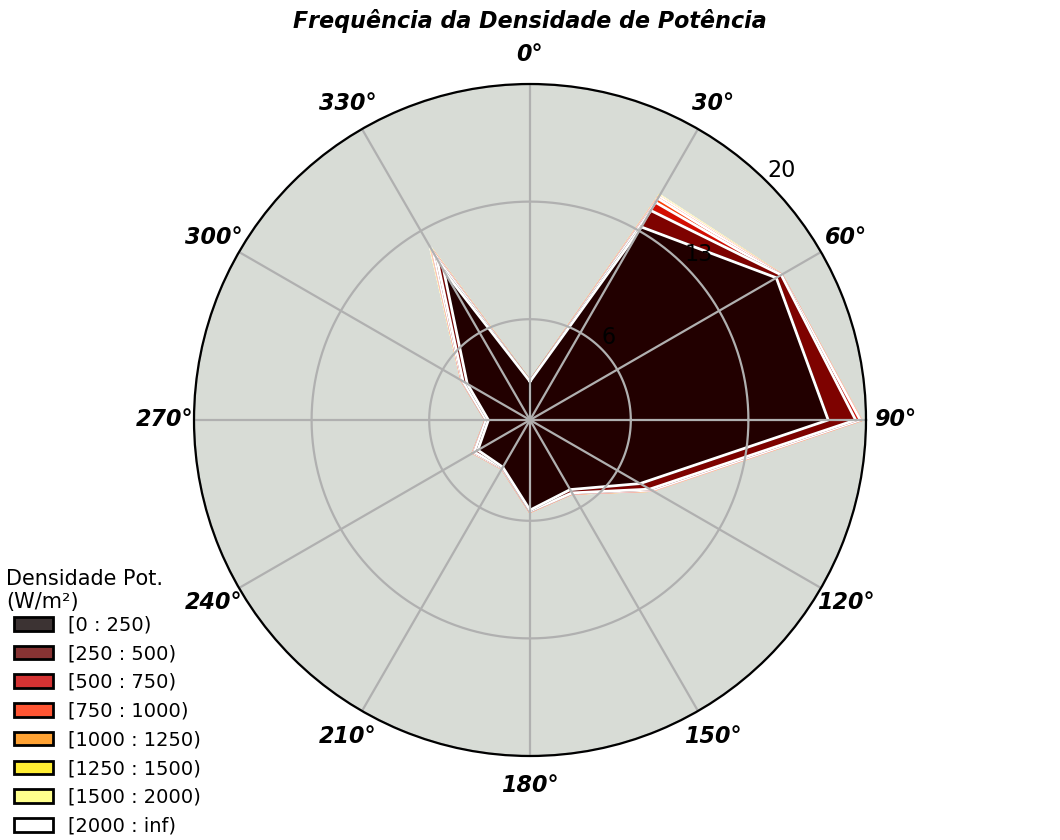 Frequência da Densidade de Potência
0°
330°
30°
20
300°
60°
13
6
270°
90°
240°
120°
210°
150°
180°
Densidade Pot.
(W/m²)
[0 : 250)
[250 : 500)
[500 : 750)
[750 : 1000)
[1000 : 1250)
[1250 : 1500)
[1500 : 2000)
[2000 : inf)